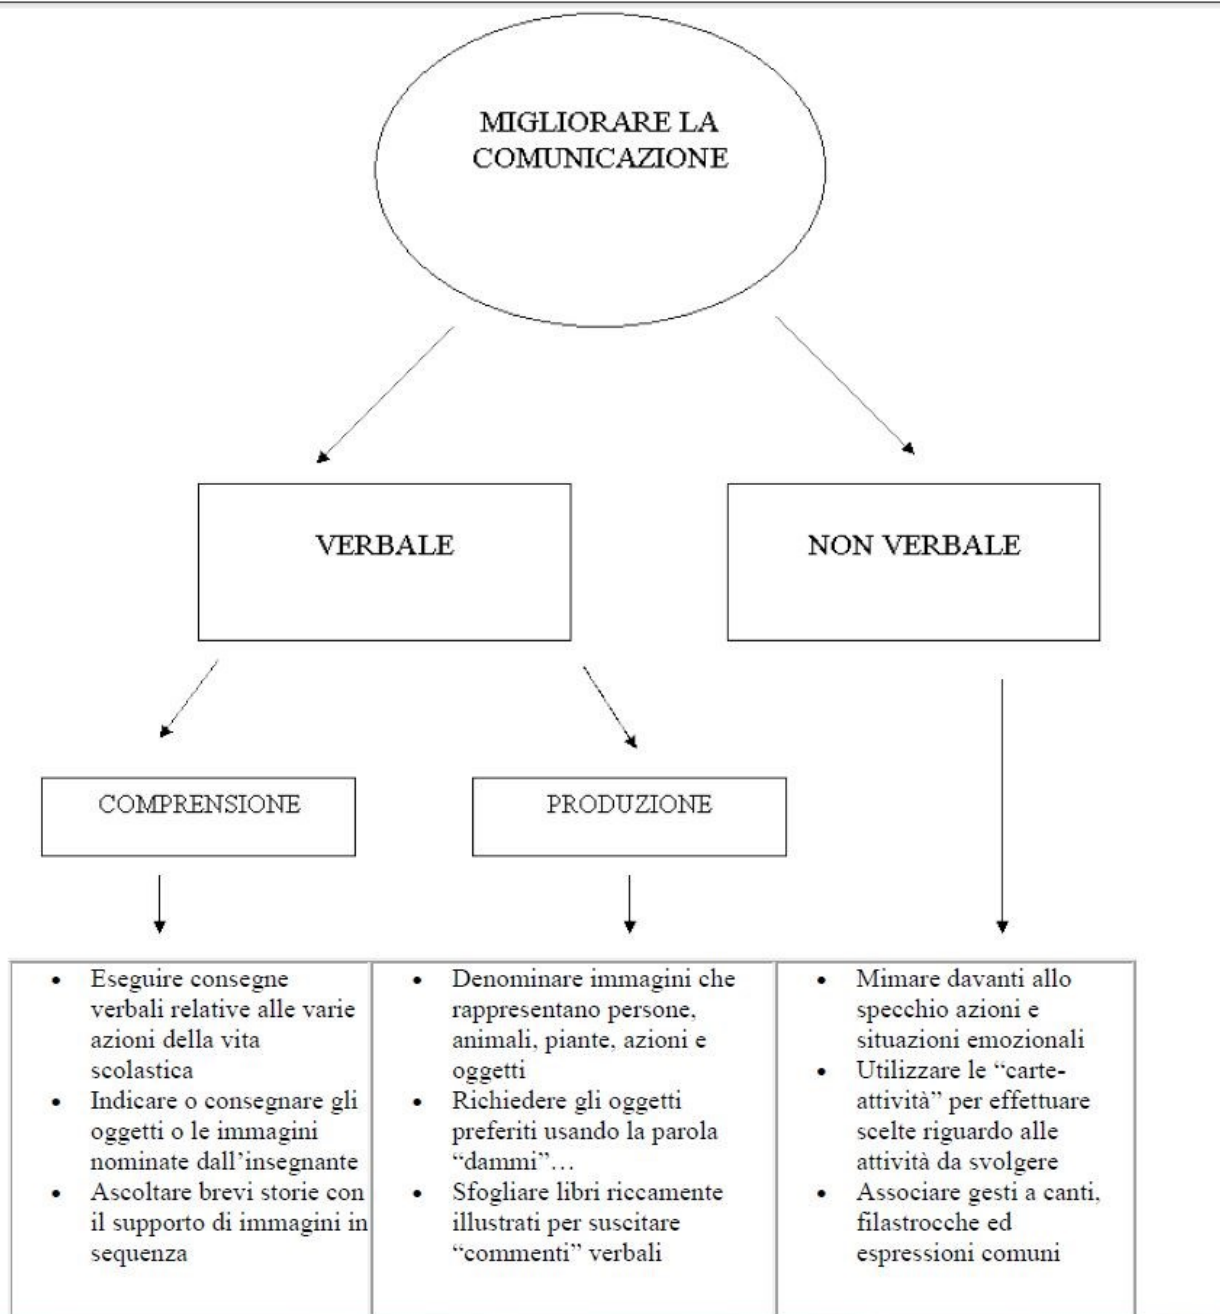 MIGLIORARE LA
COMUNICAZIONE
VERBALE
NON VERBALE
COMPRENSIONE
PRODUZIONE
• Eseguire consegne
verbali relative alle varie
azioni della vita
scolastica
• Indicare o consegnare gli
oggetti o le immagini
nominate dall’insegnante
• Ascoltare brevi storie con
il supporto di immagini in
sequenza
• Denominare immagini che
rappresentano persone,
animali, piante, azioni e
oggetti
• Richiedere gli oggetti
preferiti usando la parola
“dammi”…
• Sfogliare libri riccamente
illustrati per suscitare
“commenti” verbali
• Mimare davanti allo
specchio azioni e
situazioni emozionali
• Utilizzare le “carte-
attività” per effettuare
scelte riguardo alle
attività da svolgere
• Associare gesti a canti,
filastrocche ed
espressioni comuni